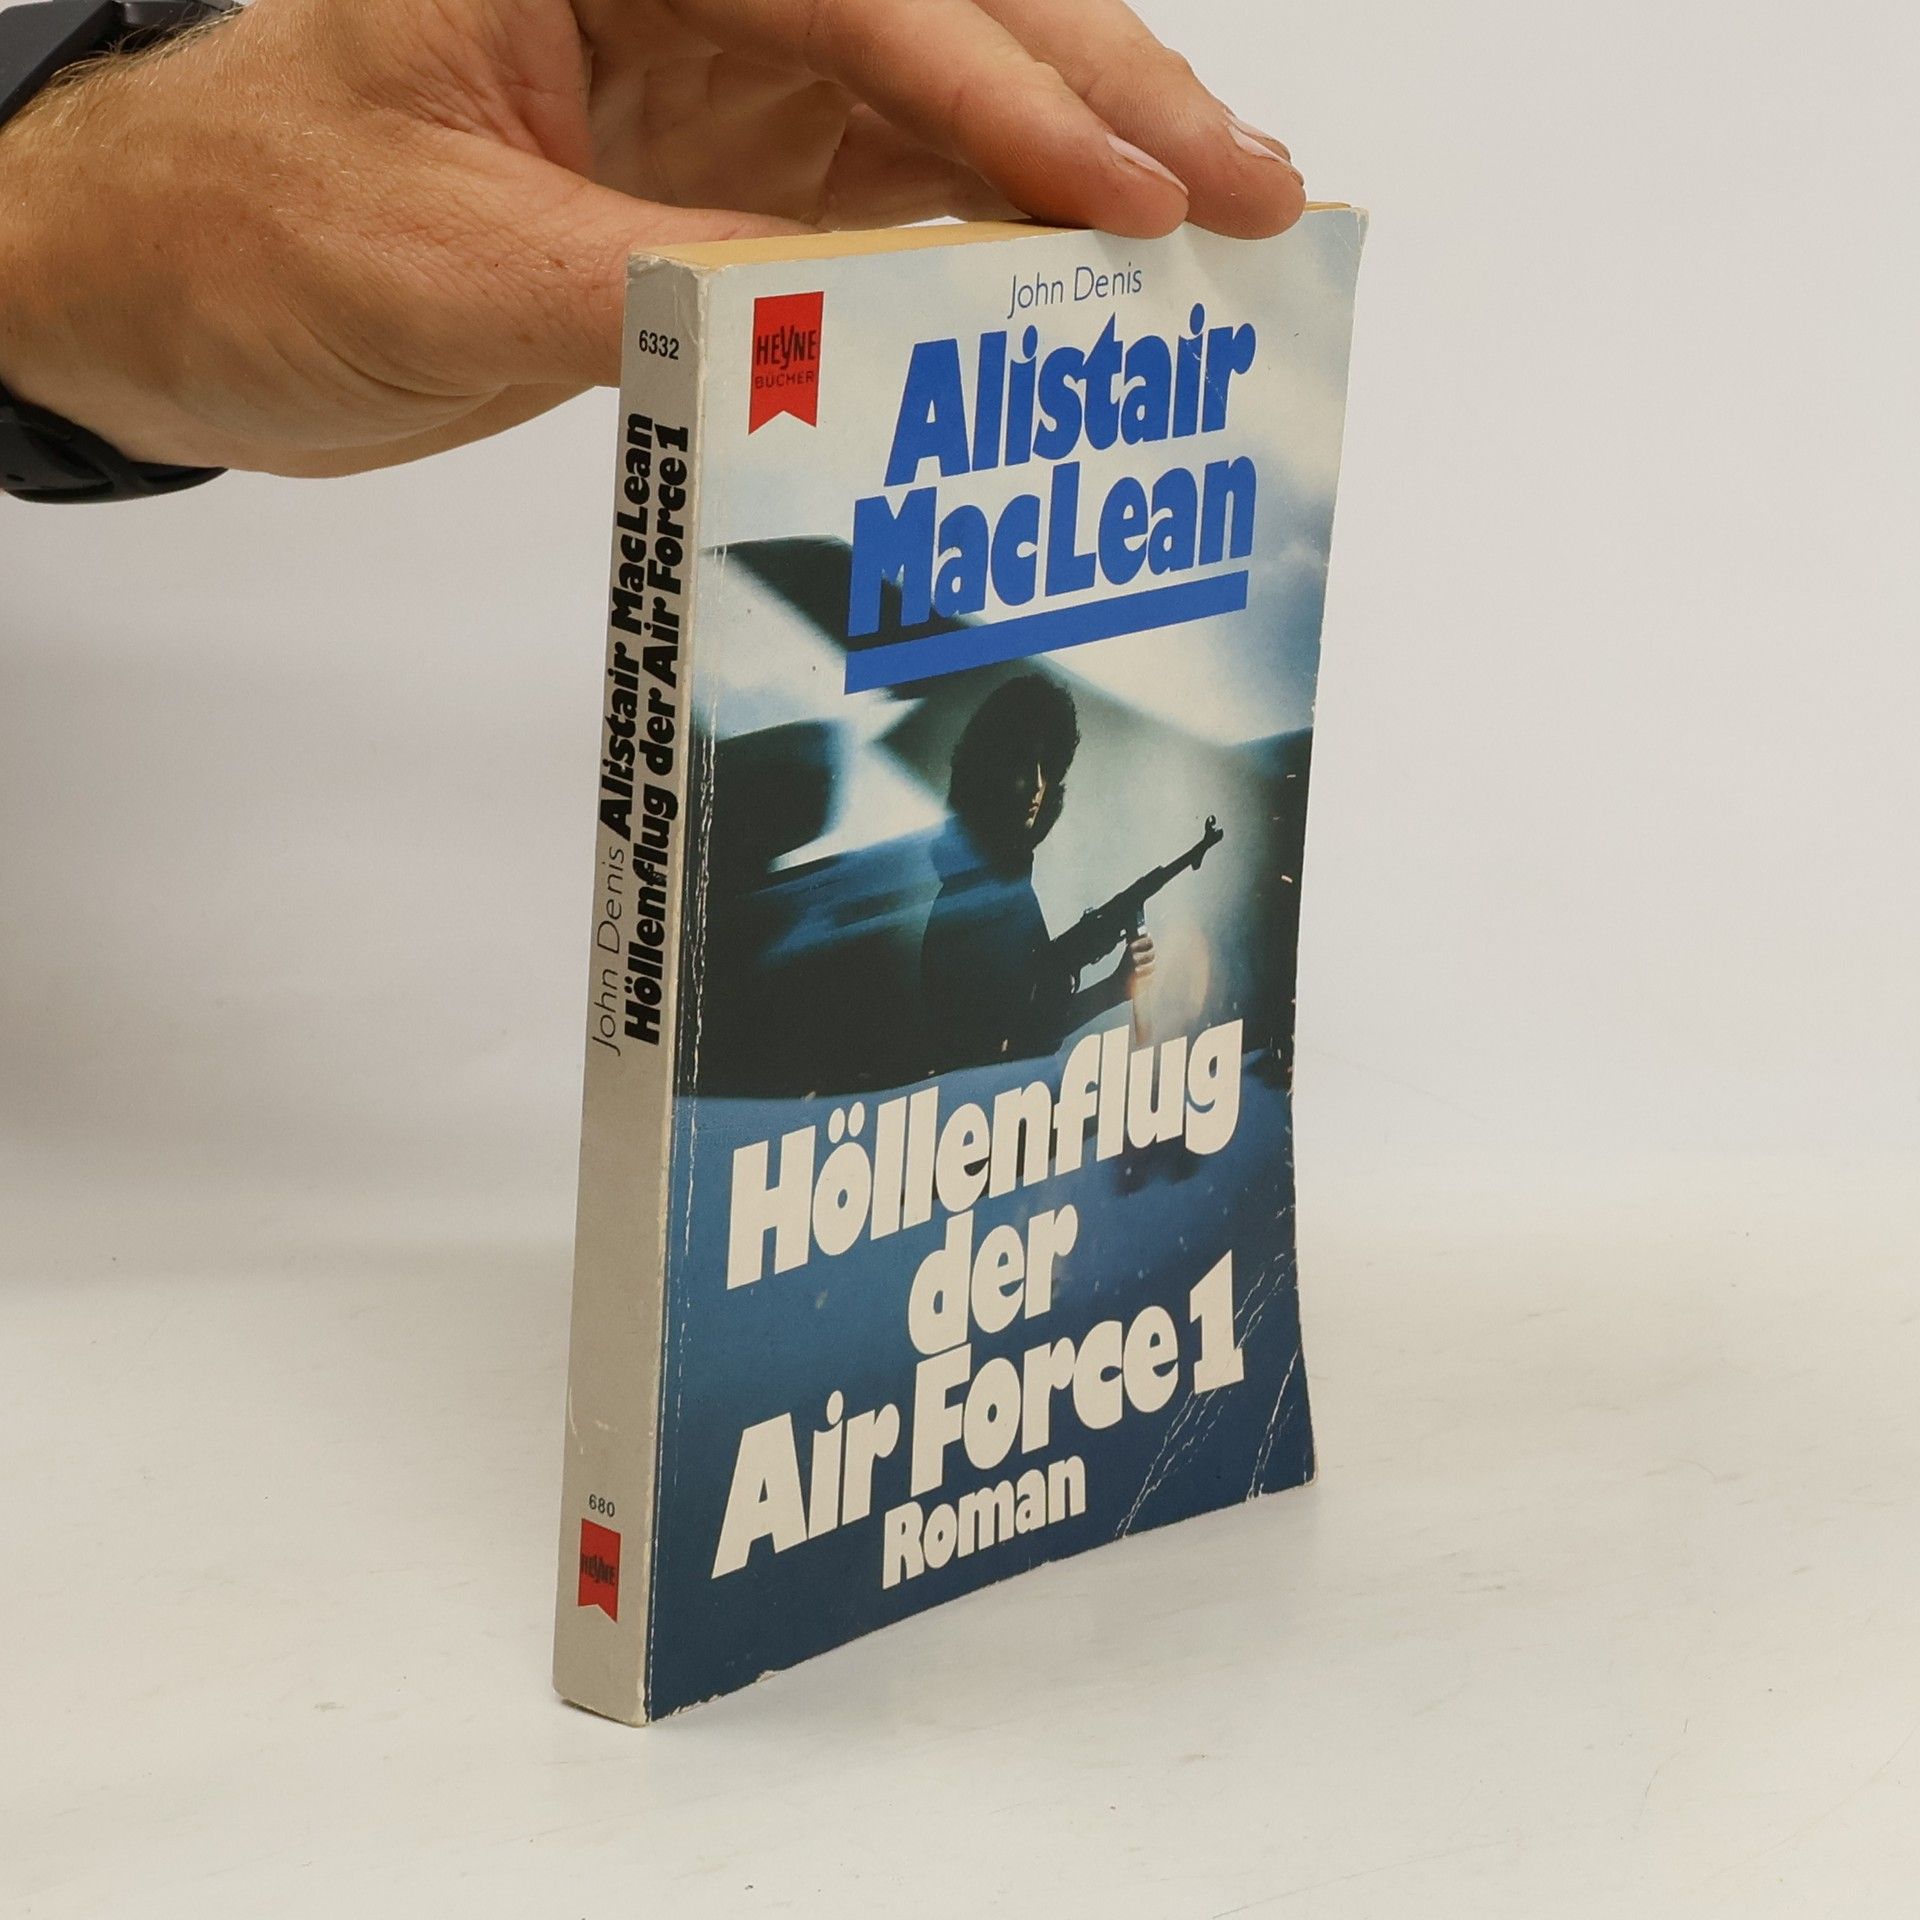 6332
John Denis Alistair MacLean
Höllenflug der Air Force 1
680
HEYNE
HEYNE
BÜCHER
John Denis
Alistair
MacLean
Höllenflug
der
Air Force 1
Roman